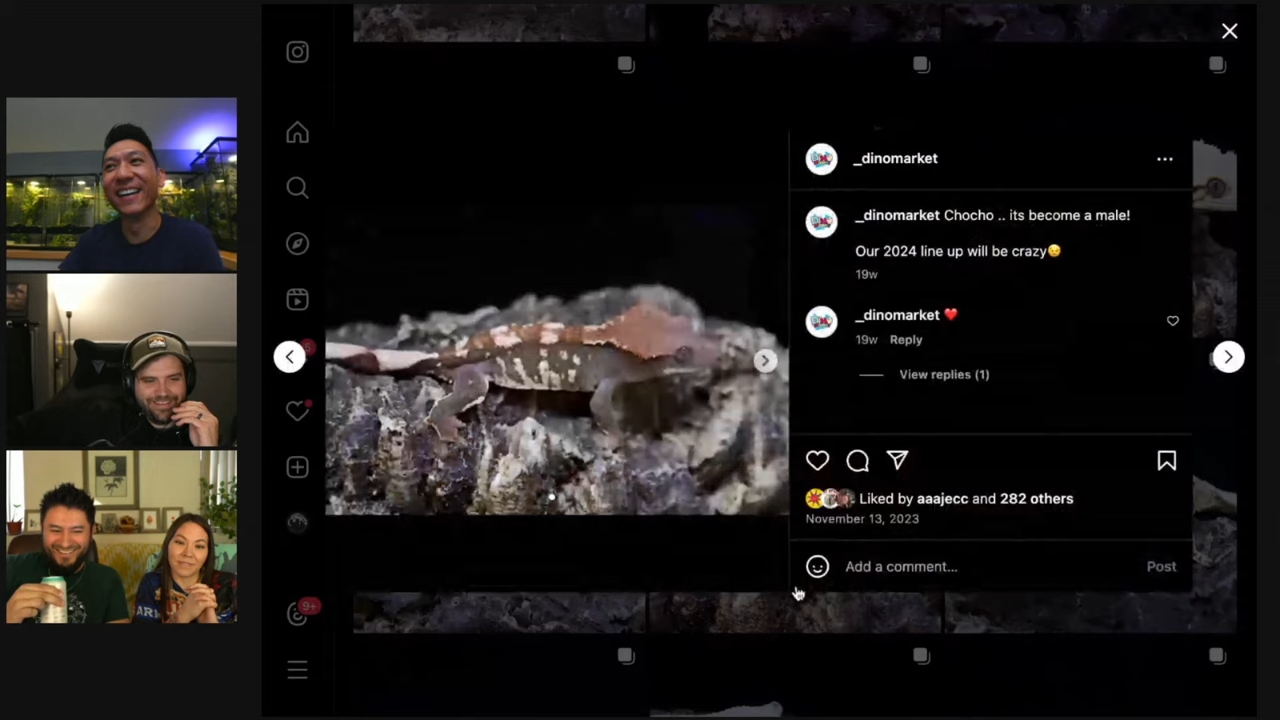 _dinomarket
_dinomarket Chocho .. its become a male!
Our 2024 line up will be crazy😉
19w
_dinomarket ❤️
19w Reply
View replies (1)
Liked by aaajecc and 282 others
November 13, 2023
Add a comment... Post
9+